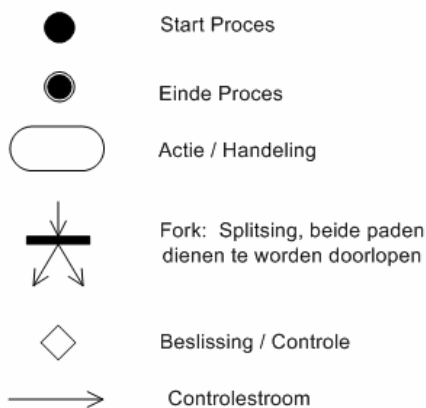 Start Proces
Einde Proces
Actie / Handeling
Fork: Splitsing, beide paden
dienen te worden doorlopen
Beslissing / Controle
Controlestroom